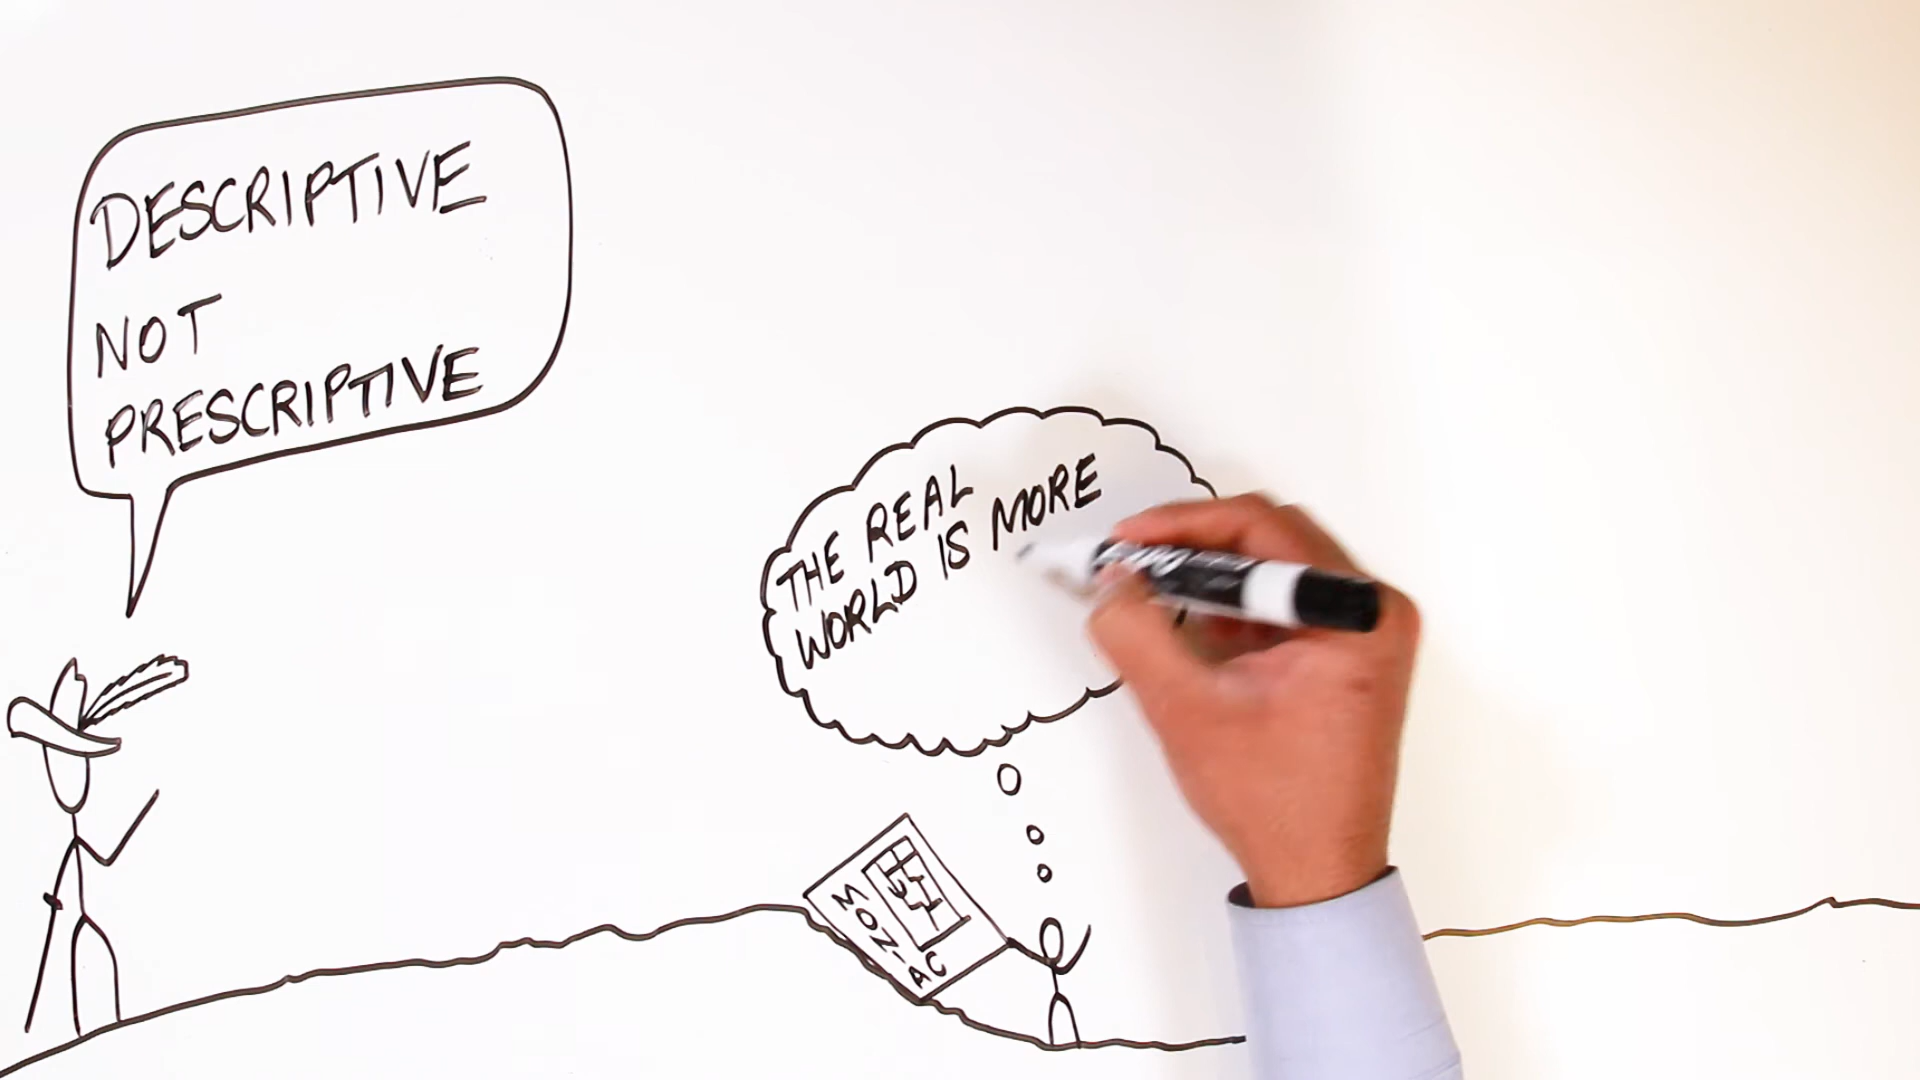 DESCRIPTIVE
NOT
PRESCRIPTIVE
THE REAL
WORLD IS MORE
MONIAC